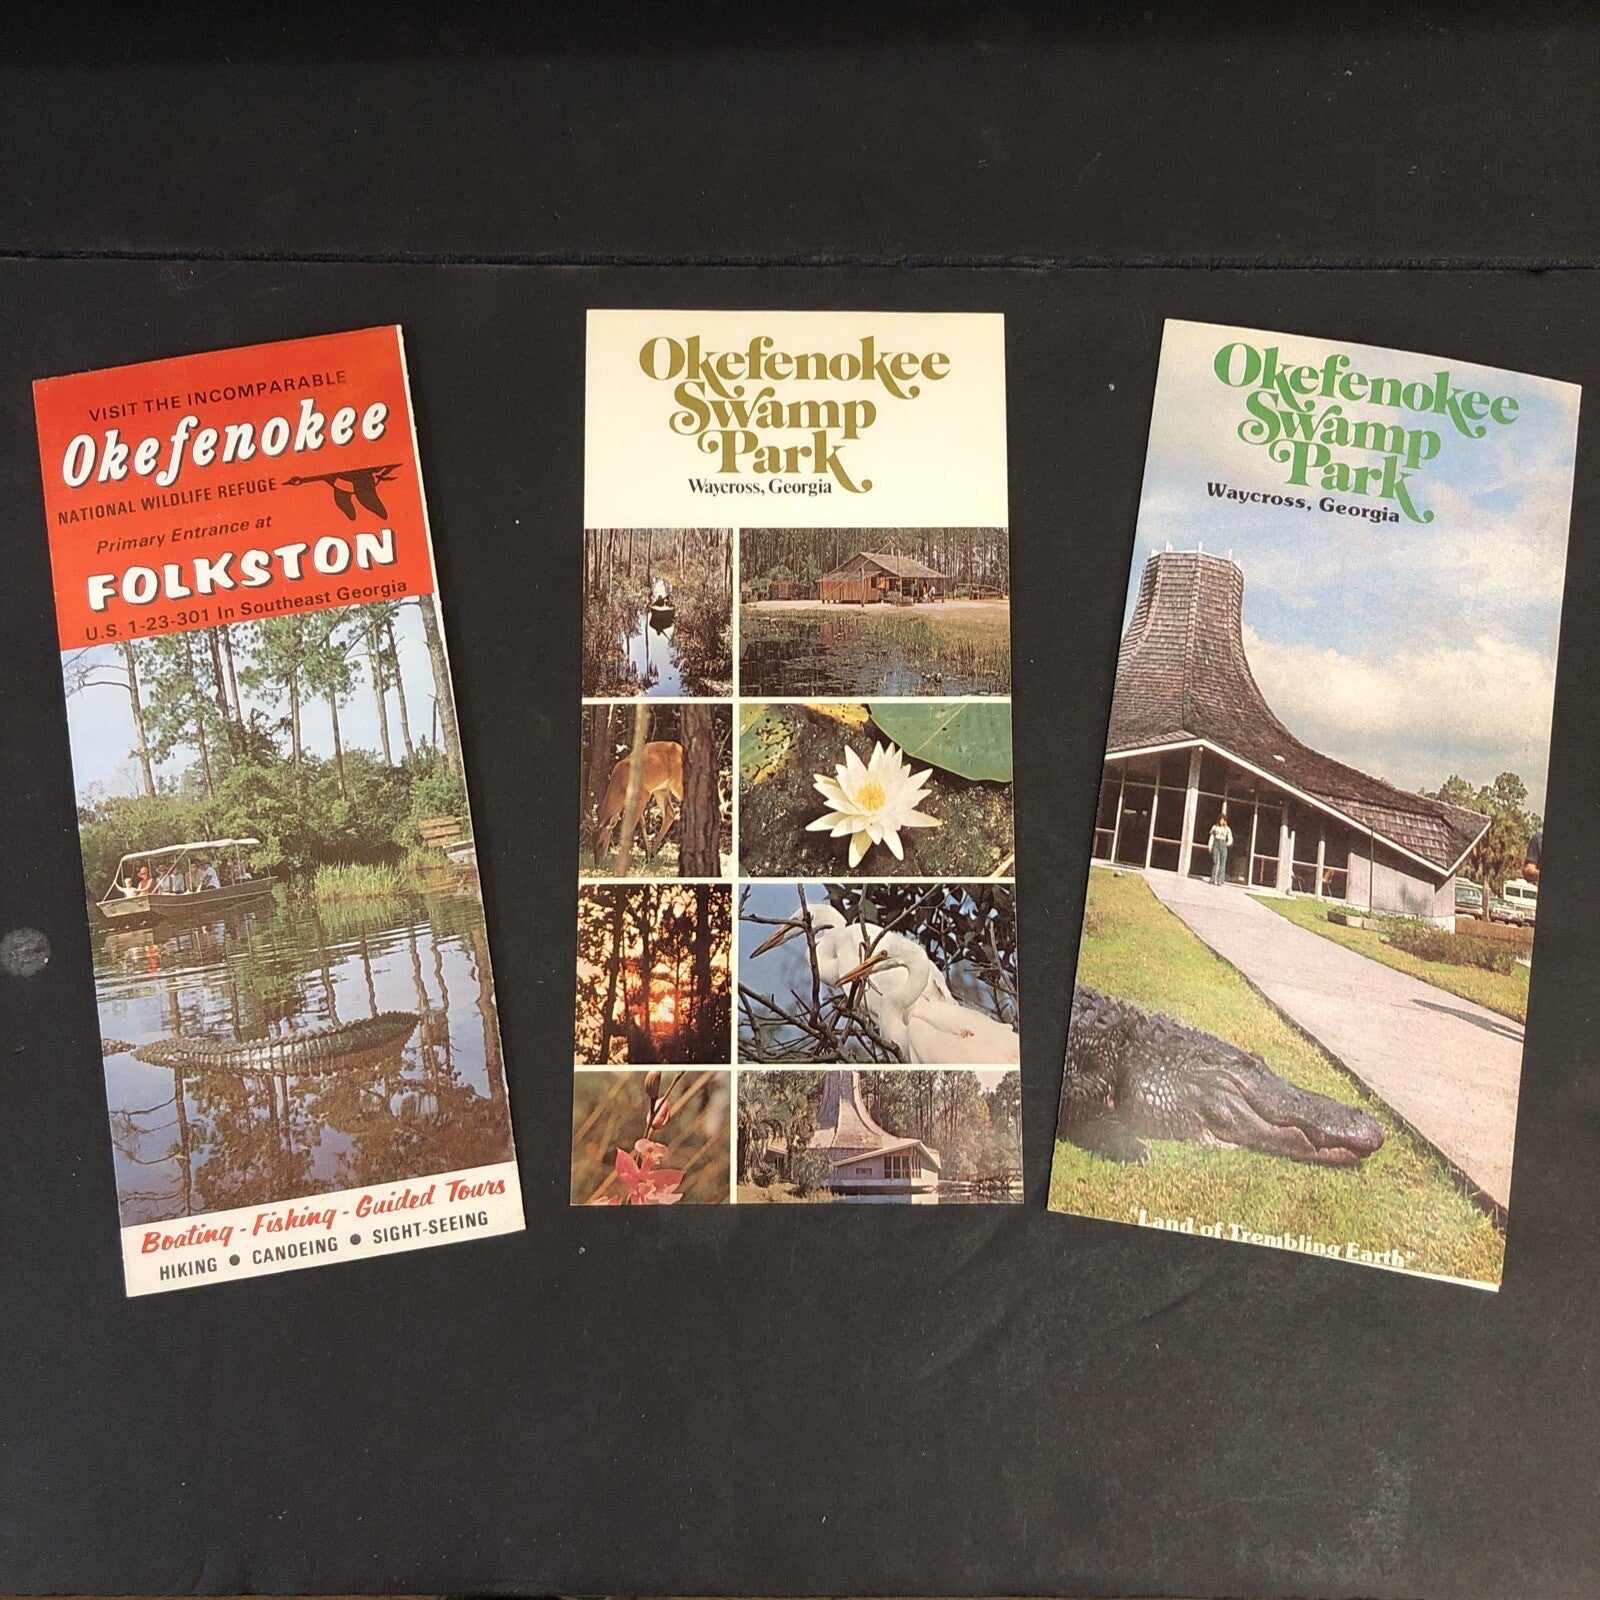 VISIT THE INCOMPARABLE
Okefenokee
NATIONAL WILDLIFE REFUGE
Primary Entrance at
FOLKSTON
U.S. 1-23-301 In Southeast Georgia
Boating - Fishing - Guided Tours
HIKING • CANOEING • SIGHT-SEEING
Okefenokee
Swamp
Park
Waycross, Georgia
Okefenokee
Swamp
Park
Waycross, Georgia
"Land of Trembling Earth"